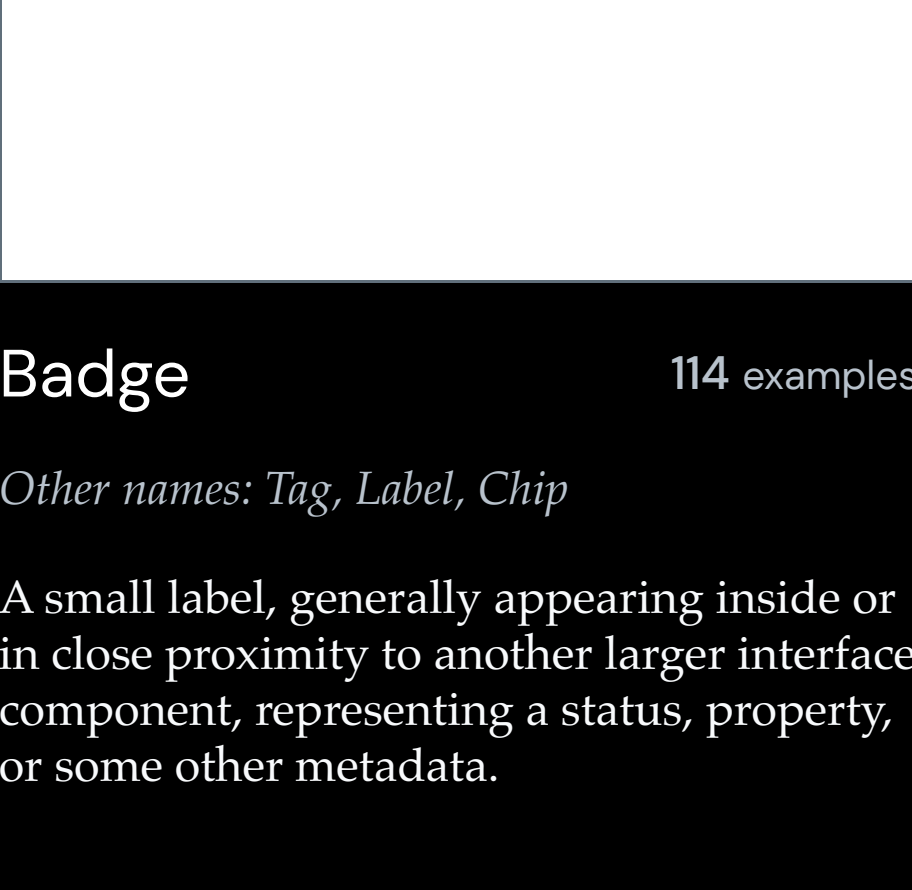 Badge
114 examples
Other names: Tag, Label, Chip
A small label, generally appearing inside or
in close proximity to another larger interface
component, representing a status, property,
or some other metadata.